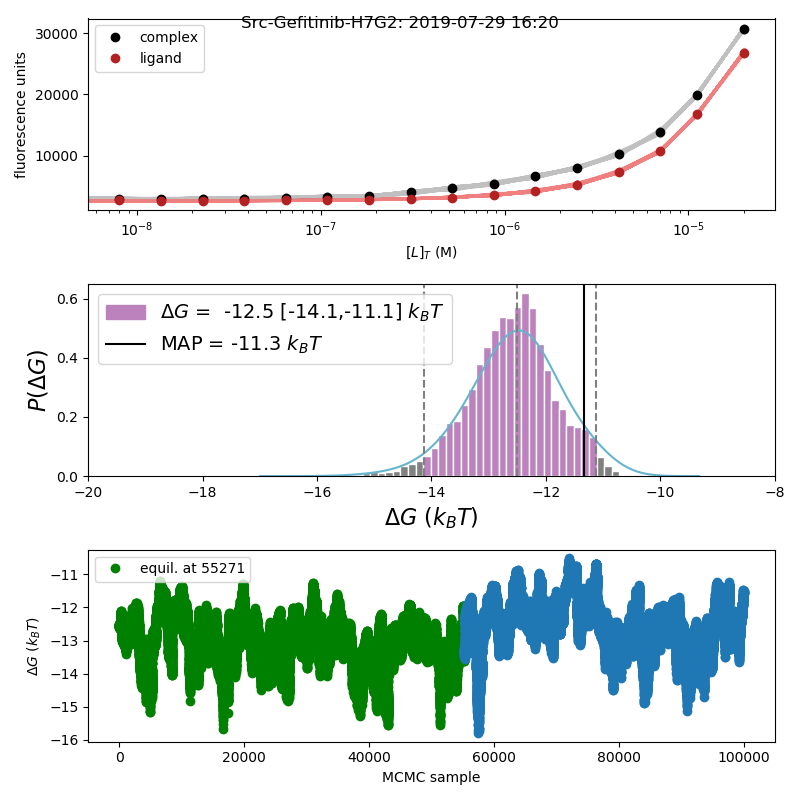 Src-Gefitinib-H7G2: 2019-07-29 16:20
complex
ligand
fluorescence units
30000
20000
10000
10⁻⁸ 10⁻⁷ 10⁻⁶ 10⁻⁵
[L]_T (M)
ΔG = -12.5 [-14.1,-11.1] k_BT
MAP = -11.3 k_BT
P(ΔG)
0.6
0.4
0.2
0.0
−20 −18 −16 −14 −12 −10 −8
ΔG (k_BT)
equil. at 55271
ΔG (k_BT)
−11
−12
−13
−14
−15
−16
0 20000 40000 60000 80000 100000
MCMC sample